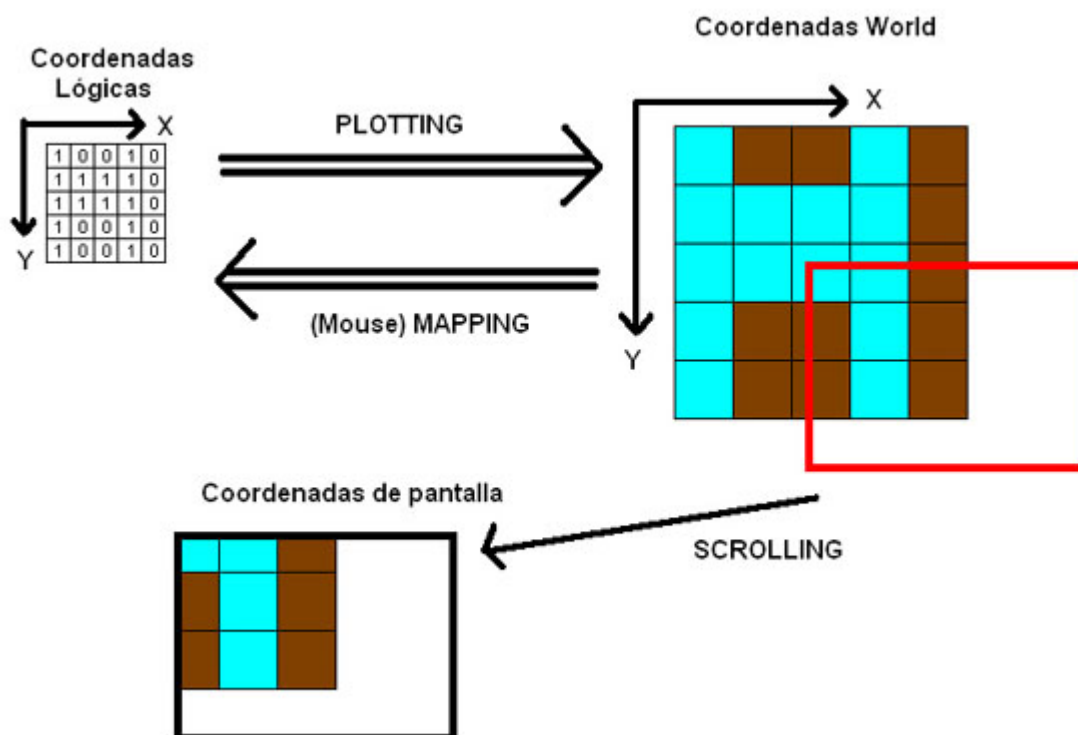 Coordenadas World
Coordenadas
Lógicas
X
X
PLOTTING
1 0 0 1 0
1 1 1 1 0
1 1 1 1 0
1 0 0 1 0
1 0 0 1 0
Y
(Mouse) MAPPING
Y
Coordenadas de pantalla
SCROLLING